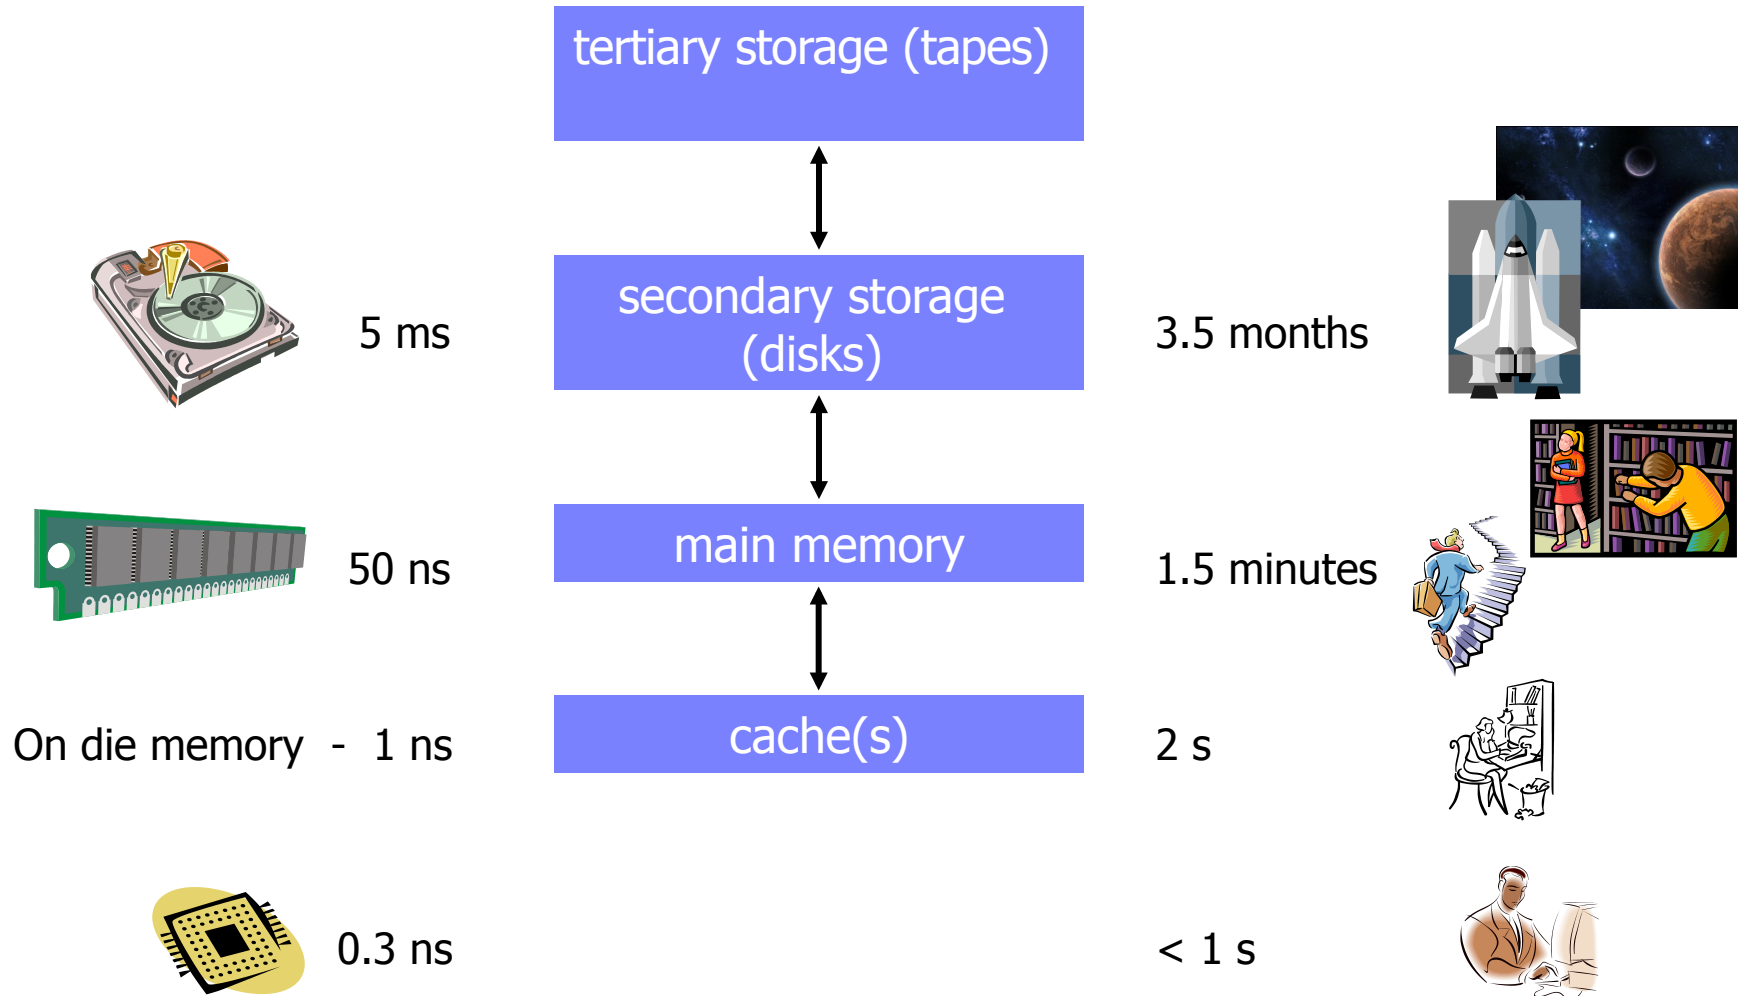 tertiary storage (tapes)
secondary storage
(disks)
5 ms
3.5 months
main memory
50 ns
1.5 minutes
cache(s)
On die memory - 1 ns
2 s
0.3 ns
< 1 s